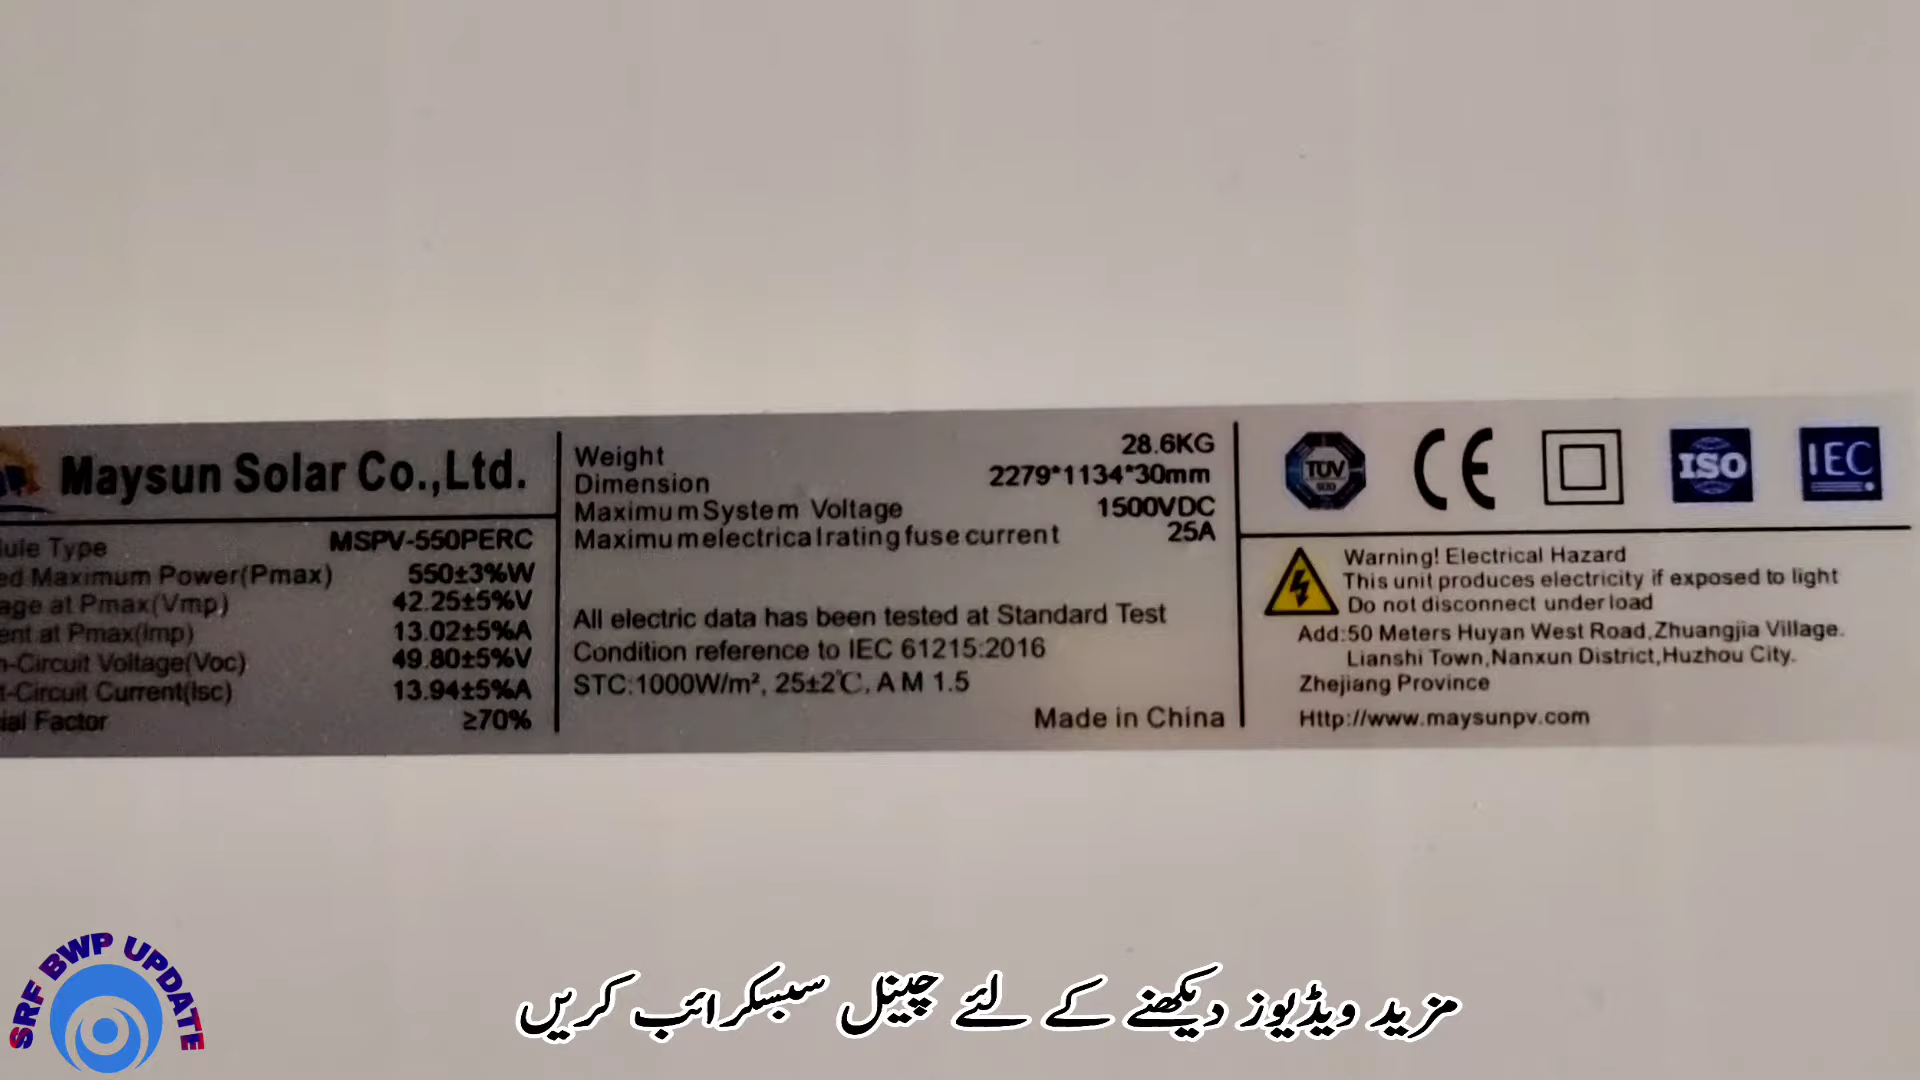 Maysun Solar Co.,Ltd.
ule Type MSPV-550PERC
ed Maximum Power(Pmax) 550±3%W
age at Pmax(Vmp) 42.25±5%V
ent at Pmax(Imp) 13.02±5%A
n-Circuit Voltage(Voc) 49.80±5%V
t-Circuit Current(Isc) 13.94±5%A
ial Factor ≥70%
Weight 28.6KG
Dimension 2279*1134*30mm
Maximum System Voltage 1500VDC
Maximum electrical rating fuse current 25A
All electric data has been tested at Standard Test
Condition reference to IEC 61215:2016
STC:1000W/m², 25±2℃, A M 1.5
Made in China
TUV
SUD
CE
ISO
IEC
Warning! Electrical Hazard
This unit produces electricity if exposed to light
Do not disconnect under load
Add:50 Meters Huyan West Road,Zhuangjia Village.
Lianshi Town,Nanxun District,Huzhou City.
Zhejiang Province
Http://www.maysunpv.com
SRF BWP UPDATE
مزید ویڈیوز دیکھنے کے لئے چینل سبسکرائب کریں